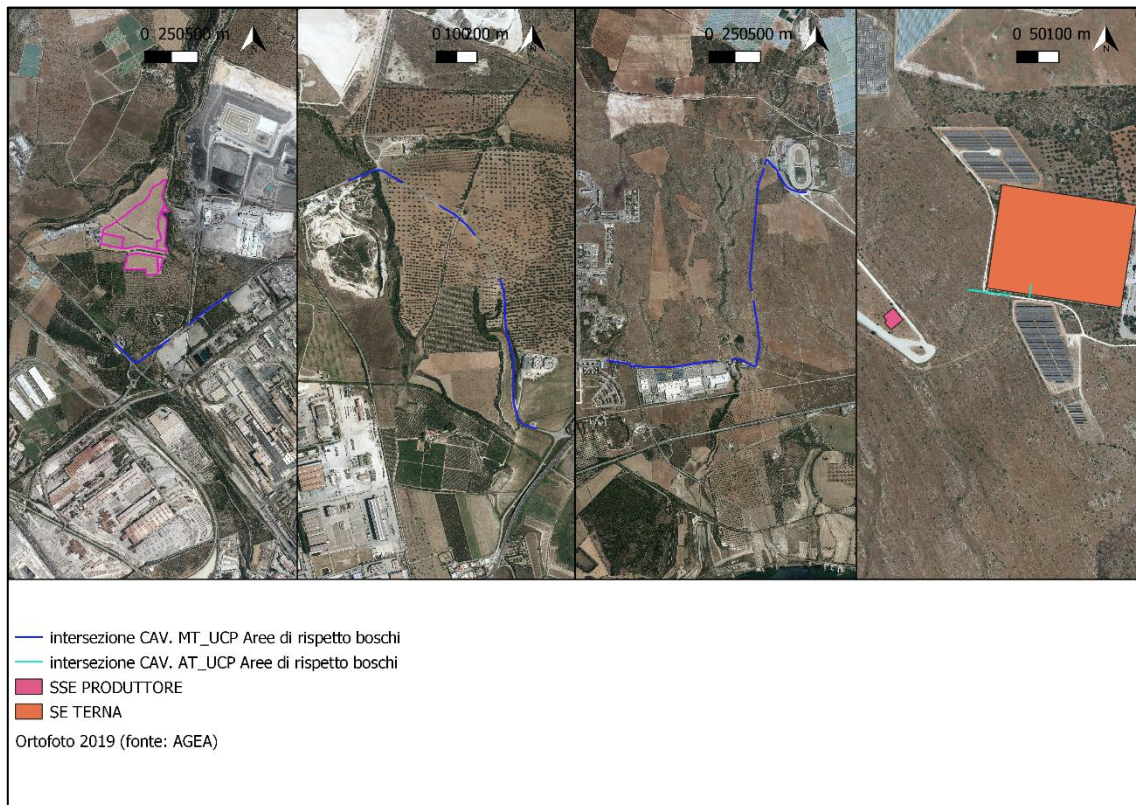 0 250500 m
0 100200 m
0 250500 m
0 50100 m
N
N
N
N
intersezione CAV. MT_UCP Aree di rispetto boschi
intersezione CAV. AT_UCP Aree di rispetto boschi
SSE PRODUTTORE
SE TERNA
Ortofoto 2019 (fonte: AGEA)